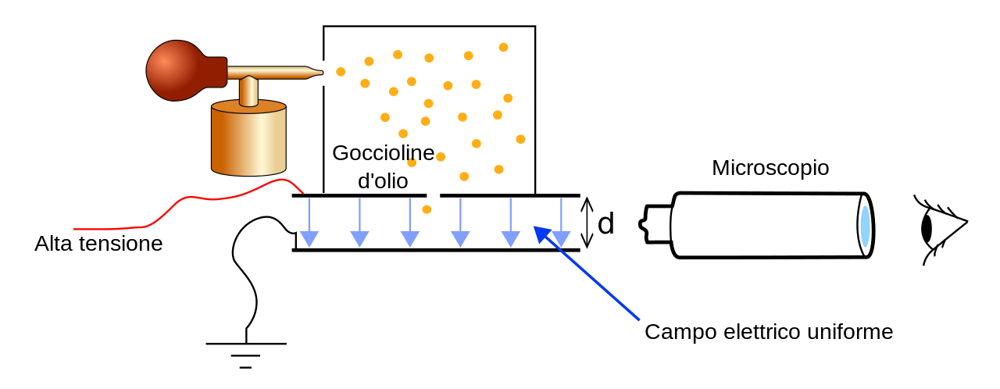 Goccioline
d'olio
Microscopio
Alta tensione
d
Campo elettrico uniforme